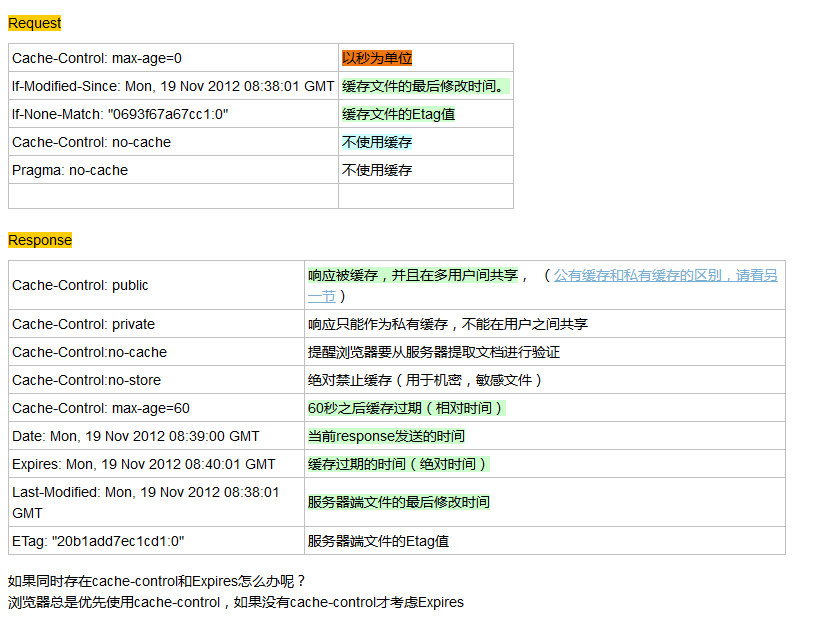 Request
Cache-Control: max-age=0 以秒为单位
If-Modified-Since: Mon, 19 Nov 2012 08:38:01 GMT 缓存文件的最后修改时间。
If-None-Match: "0693f67a67cc1:0" 缓存文件的Etag值
Cache-Control: no-cache 不使用缓存
Pragma: no-cache 不使用缓存
Response
Cache-Control: public 响应被缓存，并且在多用户间共享， （公有缓存和私有缓存的区别，请看另
一节）
Cache-Control: private 响应只能作为私有缓存，不能在用户之间共享
Cache-Control:no-cache 提醒浏览器要从服务器提取文档进行验证
Cache-Control:no-store 绝对禁止缓存（用于机密，敏感文件）
Cache-Control: max-age=60 60秒之后缓存过期（相对时间）
Date: Mon, 19 Nov 2012 08:39:00 GMT 当前response发送的时间
Expires: Mon, 19 Nov 2012 08:40:01 GMT 缓存过期的时间（绝对时间）
Last-Modified: Mon, 19 Nov 2012 08:38:01
GMT 服务器端文件的最后修改时间
ETag: "20b1add7ec1cd1:0" 服务器端文件的Etag值
如果同时存在cache-control和Expires怎么办呢？
浏览器总是优先使用cache-control，如果没有cache-control才考虑Expires